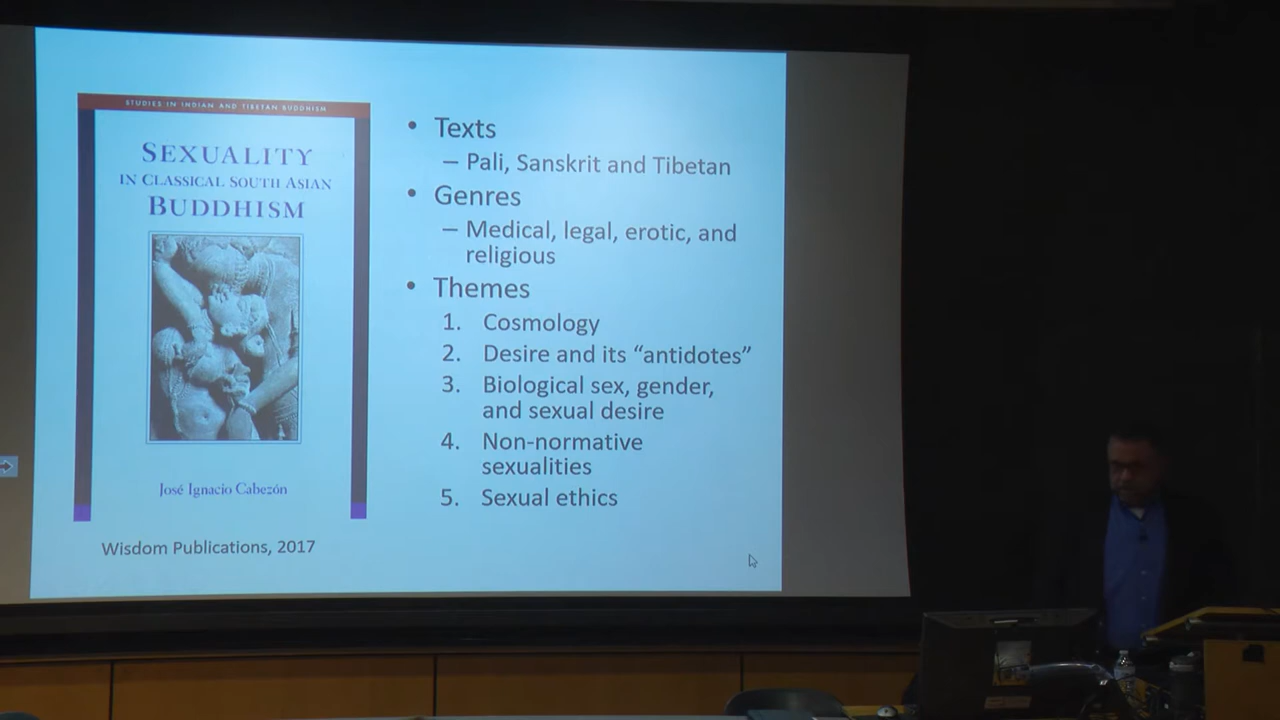 STUDIES IN INDIAN AND TIBETAN BUDDHISM
SEXUALITY
IN CLASSICAL SOUTH ASIAN
BUDDHISM
José Ignacio Cabezón
Wisdom Publications, 2017
• Texts
– Pali, Sanskrit and Tibetan
• Genres
– Medical, legal, erotic, and
religious
• Themes
1. Cosmology
2. Desire and its “antidotes”
3. Biological sex, gender,
and sexual desire
4. Non-normative
sexualities
5. Sexual ethics